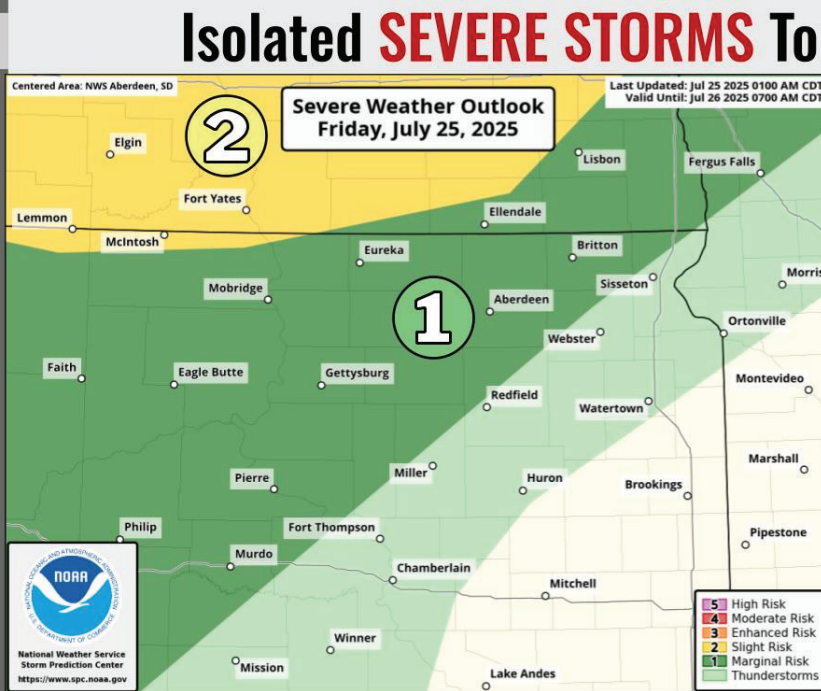 Isolated SEVERE STORMS To
Centered Area: NWS Aberdeen, SD
Last Updated: Jul 25 2025 0100 AM CDT
Valid Until: Jul 26 2025 0700 AM CDT
Severe Weather Outlook
Friday, July 25, 2025
2
Elgin
Lisbon
Fergus Falls
Fort Yates
Lemmon
Ellendale
McIntosh
Eureka
Britton
Morris
Sisseton
Mobridge
1
Aberdeen
Ortonville
Webster
Faith
Eagle Butte
Gettysburg
Montevideo
Redfield
Watertown
Marshall
Miller
Pierre
Huron
Brookings
Philip
Fort Thompson
Pipestone
Murdo
Chamberlain
Mitchell
Winner
Mission
Lake Andes
NATIONAL OCEANIC AND ATMOSPHERIC ADMINISTRATION
NOAA
U.S. DEPARTMENT OF COMMERCE
National Weather Service
Storm Prediction Center
https://www.spc.noaa.gov
5 High Risk
4 Moderate Risk
3 Enhanced Risk
2 Slight Risk
1 Marginal Risk
Thunderstorms